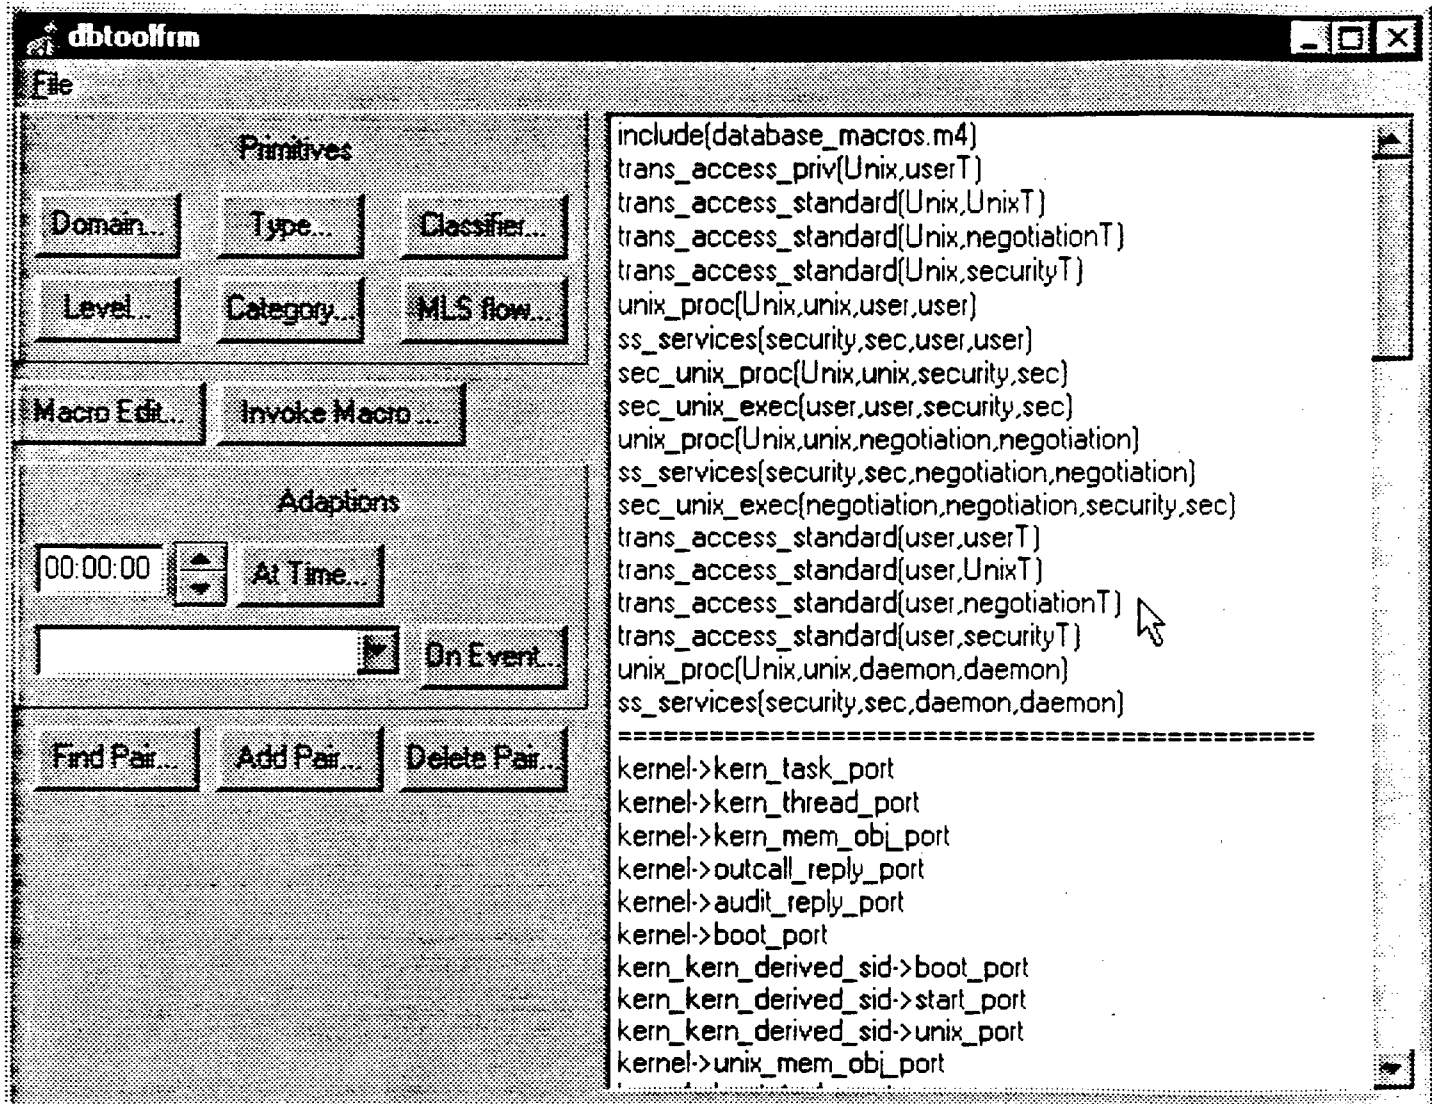 dbtoolfrm
File
Primitives
Domain... Type... Classifier...
Level... Category... MLS flow...
Macro Edit... Invoke Macro ...
Adaptions
00:00:00 At Time...
On Event...
Find Pair... Add Pair... Delete Pair...
include(database_macros.m4)
trans_access_priv(Unix,userT)
trans_access_standard(Unix,UnixT)
trans_access_standard(Unix,negotiationT)
trans_access_standard(Unix,securityT)
unix_proc(Unix,unix,user,user)
ss_services(security,sec,user,user)
sec_unix_proc(Unix,unix,security,sec)
sec_unix_exec(user,user,security,sec)
unix_proc(Unix,unix,negotiation,negotiation)
ss_services(security,sec,negotiation,negotiation)
sec_unix_exec(negotiation,negotiation,security,sec)
trans_access_standard(user,userT)
trans_access_standard(user,UnixT)
trans_access_standard(user,negotiationT)
trans_access_standard(user,securityT)
unix_proc(Unix,unix,daemon,daemon)
ss_services(security,sec,daemon,daemon)
==============================================
kernel->kern_task_port
kernel->kern_thread_port
kernel->kern_mem_obj_port
kernel->outcall_reply_port
kernel->audit_reply_port
kernel->boot_port
kern_kern_derived_sid->boot_port
kern_kern_derived_sid->start_port
kern_kern_derived_sid->unix_port
kernel->unix_mem_obj_port